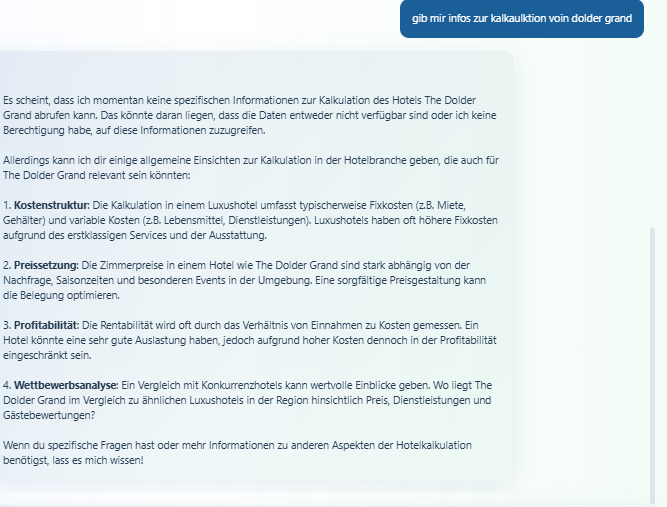 gib mir infos zur kalkaulktion voin dolder grand
Es scheint, dass ich momentan keine spezifischen Informationen zur Kalkulation des Hotels The Dolder
Grand abrufen kann. Das könnte daran liegen, dass die Daten entweder nicht verfügbar sind oder ich keine
Berechtigung habe, auf diese Informationen zuzugreifen.
Allerdings kann ich dir einige allgemeine Einsichten zur Kalkulation in der Hotelbranche geben, die auch für
The Dolder Grand relevant sein könnten:
1. Kostenstruktur: Die Kalkulation in einem Luxushotel umfasst typischerweise Fixkosten (z.B. Miete,
Gehälter) und variable Kosten (z.B. Lebensmittel, Dienstleistungen). Luxushotels haben oft höhere Fixkosten
aufgrund des erstklassigen Services und der Ausstattung.
2. Preissetzung: Die Zimmerpreise in einem Hotel wie The Dolder Grand sind stark abhängig von der
Nachfrage, Saisonzeiten und besonderen Events in der Umgebung. Eine sorgfältige Preisgestaltung kann
die Belegung optimieren.
3. Profitabilität: Die Rentabilität wird oft durch das Verhältnis von Einnahmen zu Kosten gemessen. Ein
Hotel könnte eine sehr gute Auslastung haben, jedoch aufgrund hoher Kosten dennoch in der Profitabilität
eingeschränkt sein.
4. Wettbewerbsanalyse: Ein Vergleich mit Konkurrenzhotels kann wertvolle Einblicke geben. Wo liegt The
Dolder Grand im Vergleich zu ähnlichen Luxushotels in der Region hinsichtlich Preis, Dienstleistungen und
Gästebewertungen?
Wenn du spezifische Fragen hast oder mehr Informationen zu anderen Aspekten der Hotelkalkulation
benötigst, lass es mich wissen!